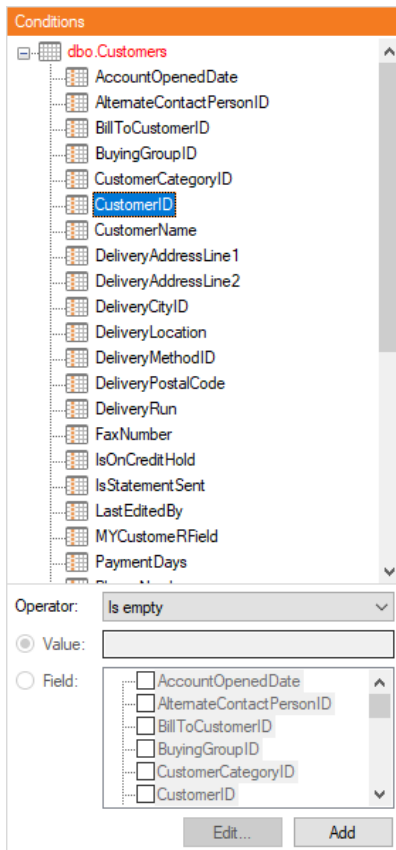 Conditions
dbo.Customers
AccountOpenedDate
AlternateContactPersonID
BillToCustomerID
BuyingGroupID
CustomerCategoryID
CustomerID
CustomerName
DeliveryAddressLine1
DeliveryAddressLine2
DeliveryCityID
DeliveryLocation
DeliveryMethodID
DeliveryPostalCode
DeliveryRun
FaxNumber
IsOnCreditHold
IsStatementSent
LastEditedBy
MYCustomeRField
PaymentDays
Operator: Is empty
Value:
Field: AccountOpenedDate
AlternateContactPersonID
BillToCustomerID
BuyingGroupID
CustomerCategoryID
CustomerID
Edit... Add